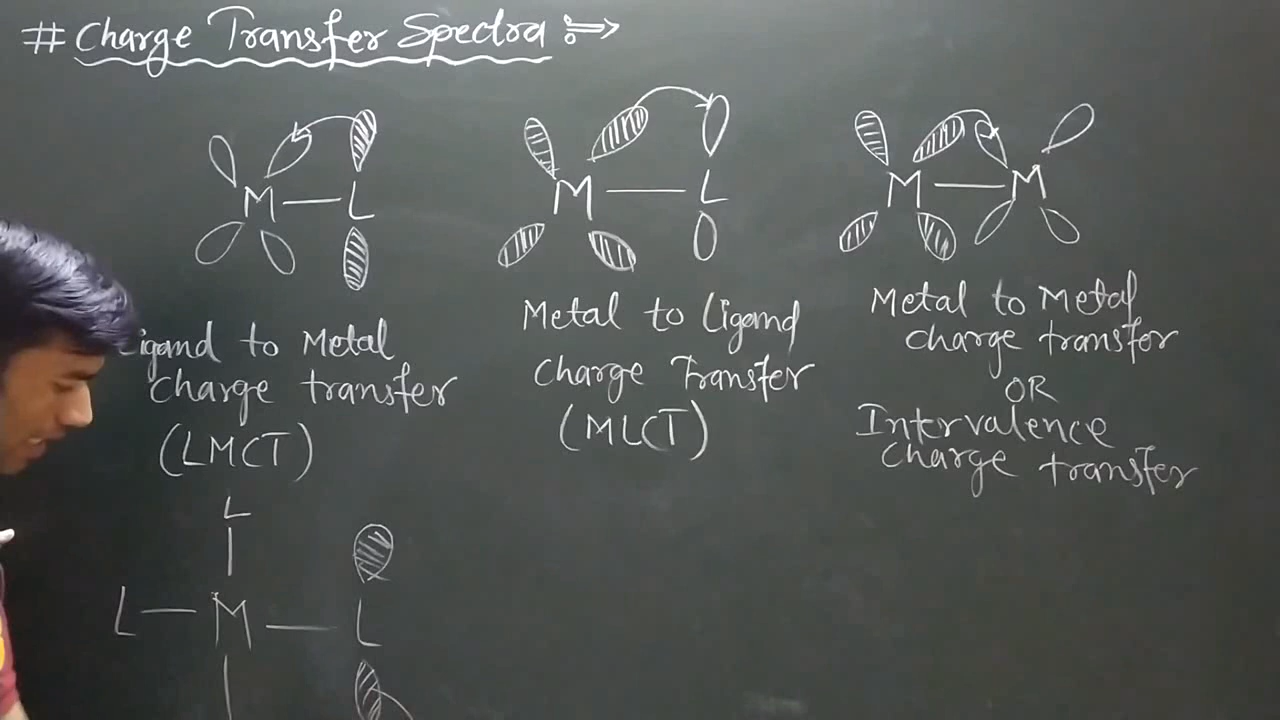 # Charge Transfer Spectra
M — L
M — L
M — M
Ligand to Metal
charge transfer
(LMCT)
Metal to Ligand
Charge Transfer
(MLCT)
Metal to Metal
charge transfer
OR
Intervalence
charge transfer
L
L — M — L